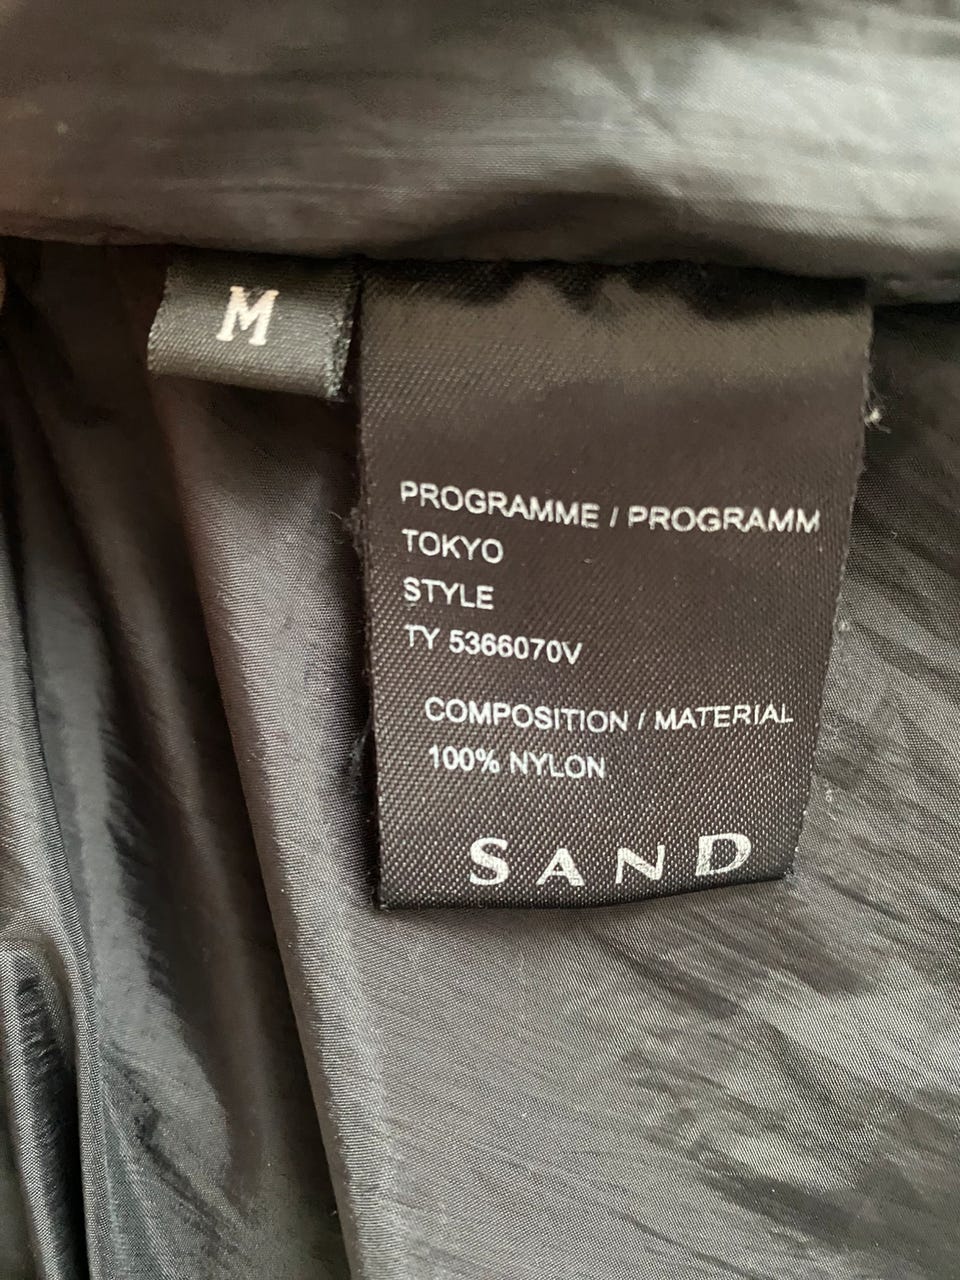 M
PROGRAMME / PROGRAMM
TOKYO
STYLE
TY 5366070V
COMPOSITION / MATERIAL
100% NYLON
SAND